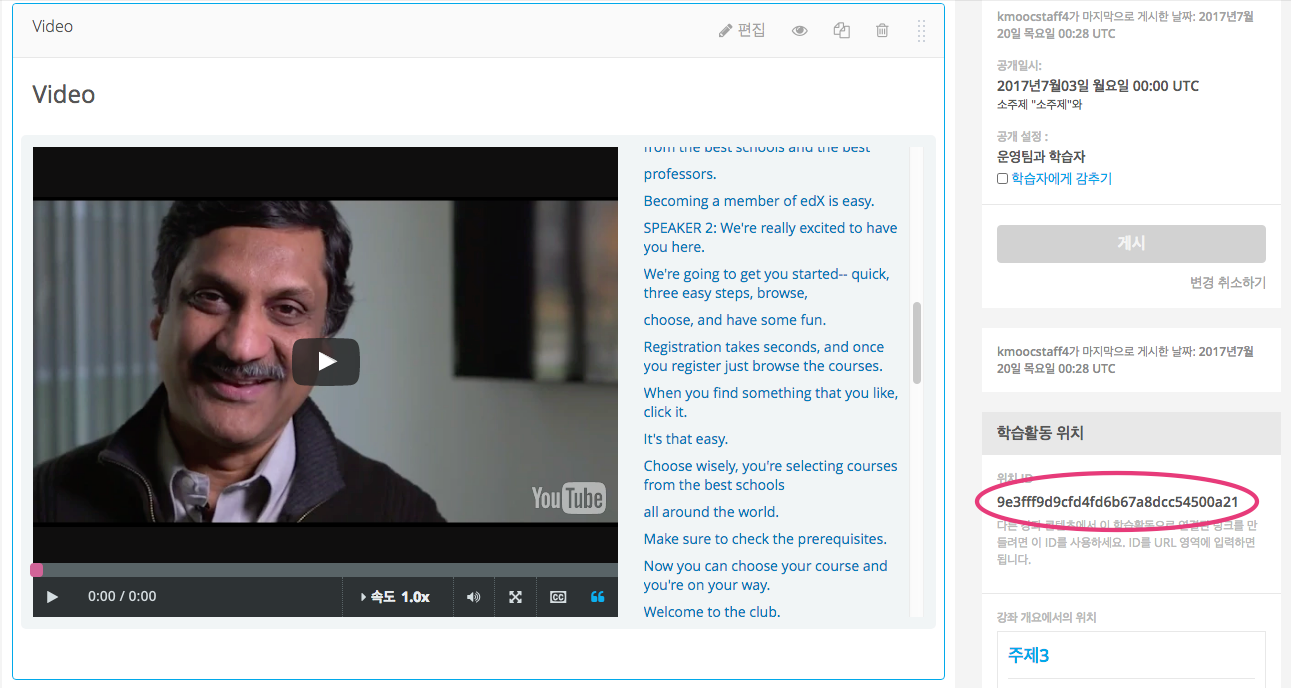 Video
편집
Video
from the best schools and the best
professors.
Becoming a member of edX is easy.
SPEAKER 2: We're really excited to have
you here.
We're going to get you started-- quick,
three easy steps, browse,
choose, and have some fun.
Registration takes seconds, and once
you register just browse the courses.
When you find something that you like,
click it.
It's that easy.
Choose wisely, you're selecting courses
from the best schools
all around the world.
Make sure to check the prerequisites.
Now you can choose your course and
you're on your way.
Welcome to the club.
YouTube
0:00 / 0:00
속도 1.0x
CC
kmoocstaff4가 마지막으로 게시한 날짜: 2017년7월
20일 목요일 00:28 UTC
공개일시:
2017년7월03일 월요일 00:00 UTC
소주제 "소주제"와
공개 설정 :
운영팀과 학습자
학습자에게 감추기
게시
변경 취소하기
kmoocstaff4가 마지막으로 게시한 날짜: 2017년7월
20일 목요일 00:28 UTC
학습활동 위치
위치 ID
9e3fff9d9cfd4fd6b67a8dcc54500a21
다른 강좌 콘텐츠에서 이 학습활동으로 연결된 링크를 만
들려면 이 ID를 사용하세요. ID를 URL 영역에 입력하면
됩니다.
강좌 개요에서의 위치
주제3